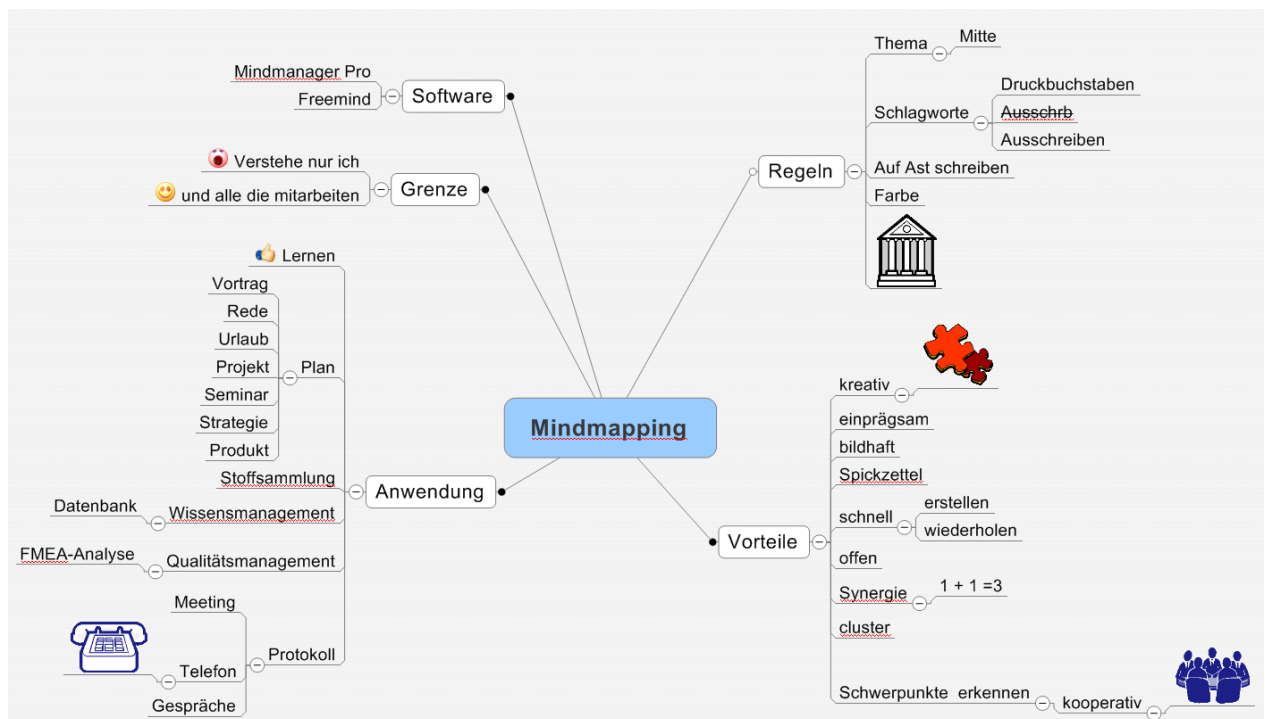 Mindmapping
Regeln
Thema
Mitte
Schlagworte
Druckbuchstaben
Ausschrb
Ausschreiben
Auf Ast schreiben
Farbe
Vorteile
kreativ
einprägsam
bildhaft
Spickzettel
schnell
erstellen
wiederholen
offen
Synergie
1 + 1 =3
cluster
Schwerpunkte erkennen
kooperativ
Software
Mindmanager Pro
Freemind
Grenze
Verstehe nur ich
und alle die mitarbeiten
Anwendung
Lernen
Plan
Vortrag
Rede
Urlaub
Projekt
Seminar
Strategie
Produkt
Stoffsammlung
Wissensmanagement
Datenbank
Qualitätsmanagement
FMEA-Analyse
Protokoll
Meeting
Telefon
Gespräche